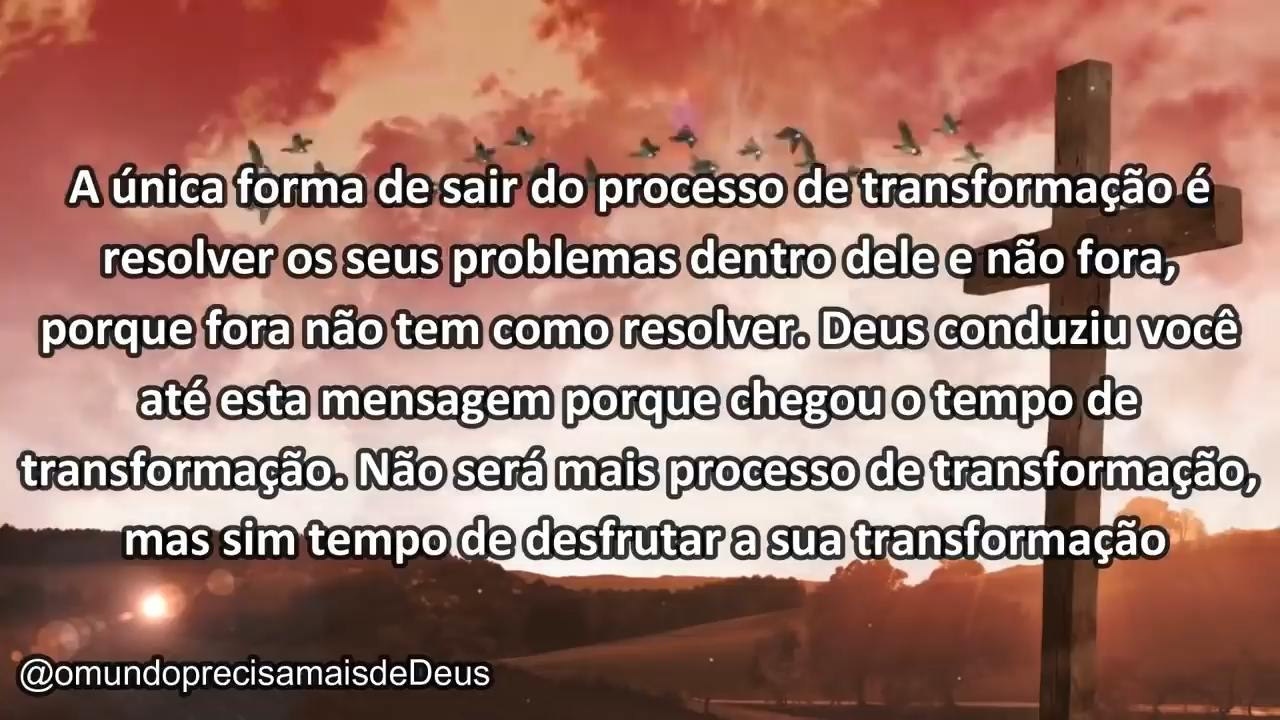 A única forma de sair do processo de transformação é
resolver os seus problemas dentro dele e não fora,
porque fora não tem como resolver. Deus conduziu você
até esta mensagem porque chegou o tempo de
transformação. Não será mais processo de transformação,
mas sim tempo de desfrutar a sua transformação
@omundoprecisamaisdeDeus